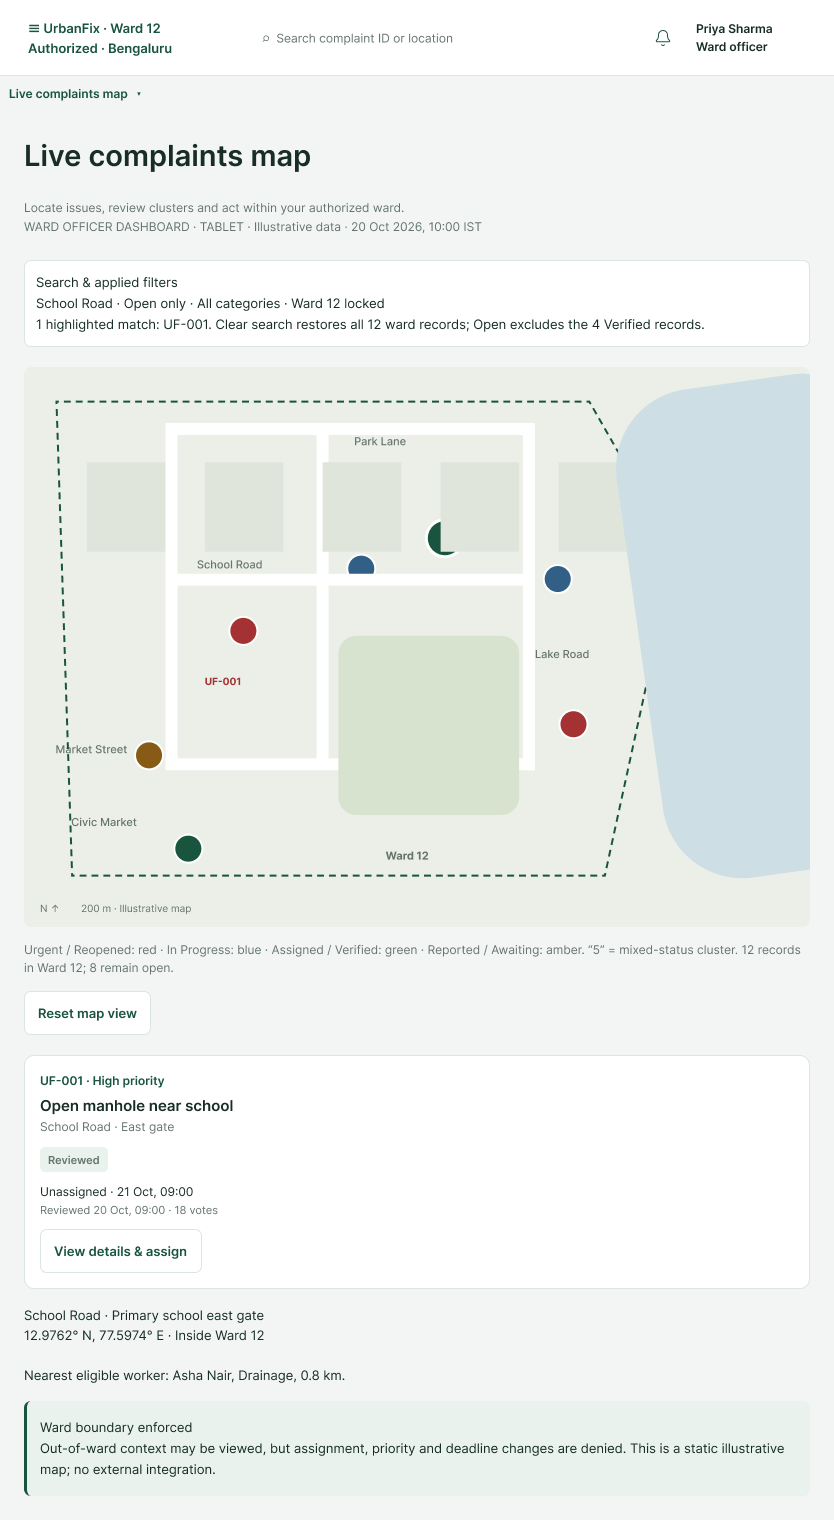 ≡ UrbanFix · Ward 12
Authorized · Bengaluru
⌕ Search complaint ID or location
Priya Sharma
Ward officer
Live complaints map
Live complaints map
Locate issues, review clusters and act within your authorized ward.
WARD OFFICER DASHBOARD · TABLET · Illustrative data · 20 Oct 2026, 10:00 IST
Search & applied filters
School Road · Open only · All categories · Ward 12 locked
1 highlighted match: UF-001. Clear search restores all 12 ward records; Open excludes the 4 Verified records.
Park Lane
School Road
Lake Road
UF-001
Market Street
Civic Market
Ward 12
N ↑ 200 m · Illustrative map
Urgent / Reopened: red · In Progress: blue · Assigned / Verified: green · Reported / Awaiting: amber. “5” = mixed-status cluster. 12 records
in Ward 12; 8 remain open.
Reset map view
UF-001 · High priority
Open manhole near school
School Road · East gate
Reviewed
Unassigned · 21 Oct, 09:00
Reviewed 20 Oct, 09:00 · 18 votes
View details & assign
School Road · Primary school east gate
12.9762° N, 77.5974° E · Inside Ward 12
Nearest eligible worker: Asha Nair, Drainage, 0.8 km.
Ward boundary enforced
Out-of-ward context may be viewed, but assignment, priority and deadline changes are denied. This is a static illustrative
map; no external integration.